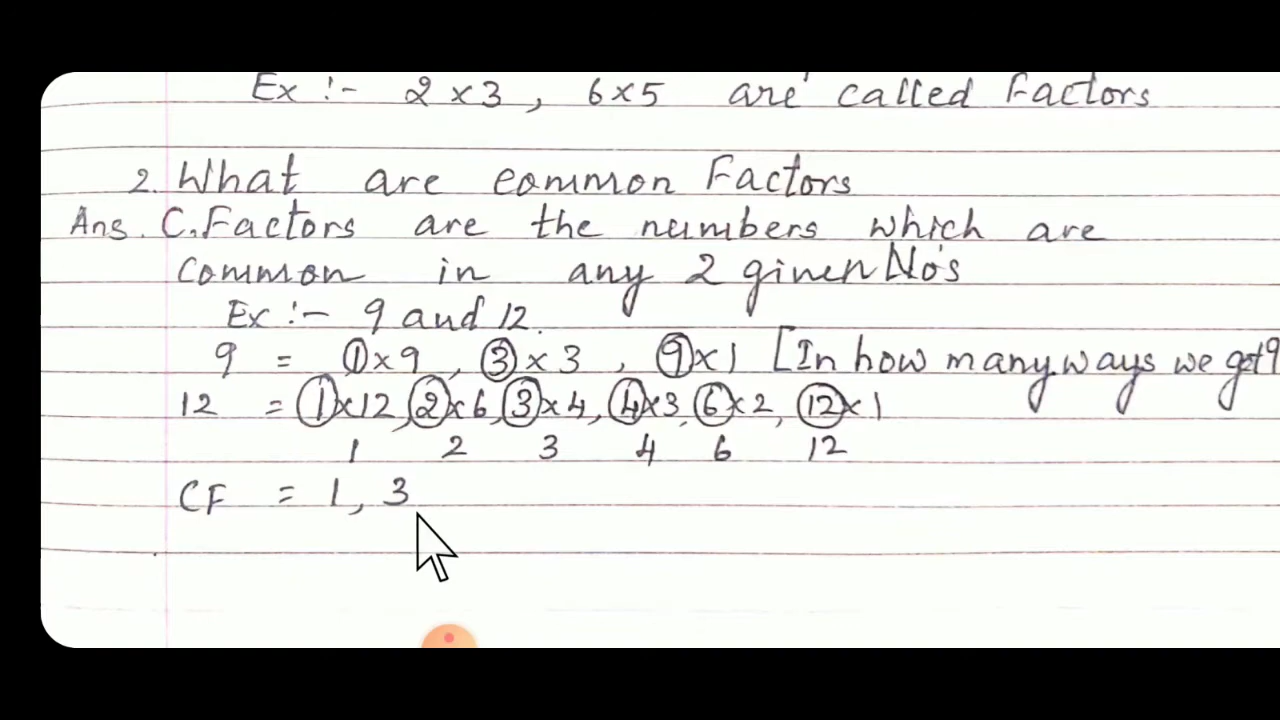 Ex :- 2 x 3 , 6 x 5 are called Factors
2. What are common Factors
Ans. C.Factors are the numbers which are
common in any 2 given No's
Ex :- 9 and 12.
9 = 1 x 9 , 3 x 3 , 9 x 1 [In how many ways we get 9
12 = 1 x 12, 2 x 6, 3 x 4, 4 x 3, 6 x 2, 12 x 1
1 2 3 4 6 12
CF = 1, 3